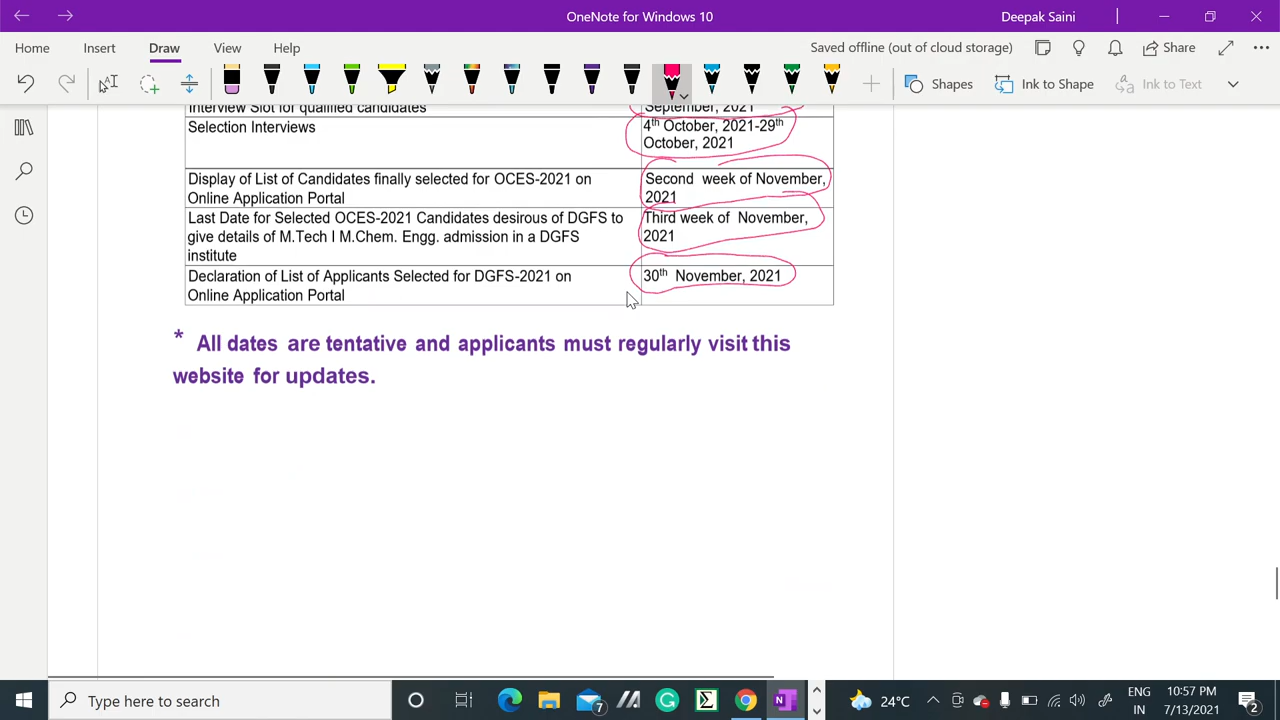 OneNote for Windows 10
Deepak Saini
Home Insert Draw View Help
Saved offline (out of cloud storage)
Share
Shapes
Ink to Shape
Ink to Text
Interview Slot for qualified candidates
September, 2021
Selection Interviews
4th October, 2021-29th
October, 2021
Display of List of Candidates finally selected for OCES-2021 on
Online Application Portal
Second week of November,
2021
Last Date for Selected OCES-2021 Candidates desirous of DGFS to
give details of M.Tech I M.Chem. Engg. admission in a DGFS
institute
Third week of November,
2021
Declaration of List of Applicants Selected for DGFS-2021 on
Online Application Portal
30th November, 2021
* All dates are tentative and applicants must regularly visit this
website for updates.
Type here to search
7
24°C
ENG
IN
10:57 PM
7/13/2021
2